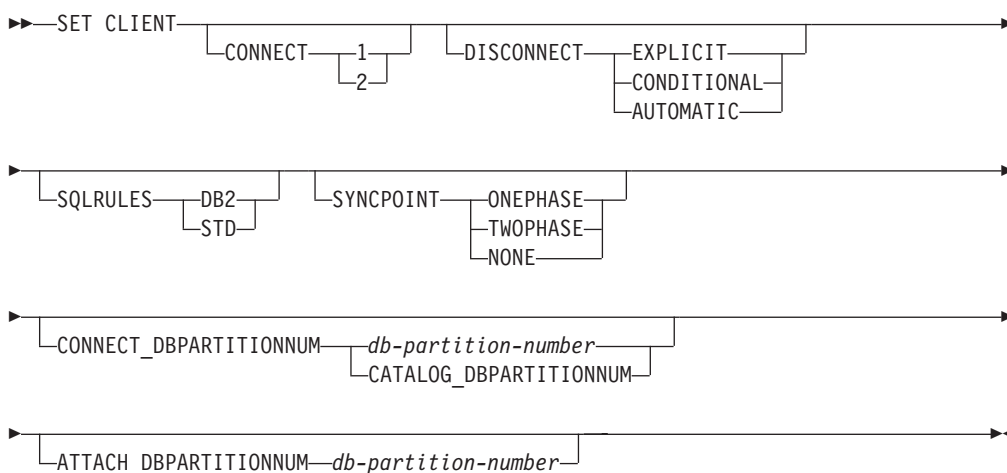 SET CLIENT
CONNECT 1 DISCONNECT EXPLICIT
2 CONDITIONAL
AUTOMATIC
SQLRULES DB2 SYNCPOINT ONEPHASE
STD TWOPHASE
NONE
CONNECT_DBPARTITIONNUM db-partition-number
CATALOG_DBPARTITIONNUM
ATTACH_DBPARTITIONNUM db-partition-number